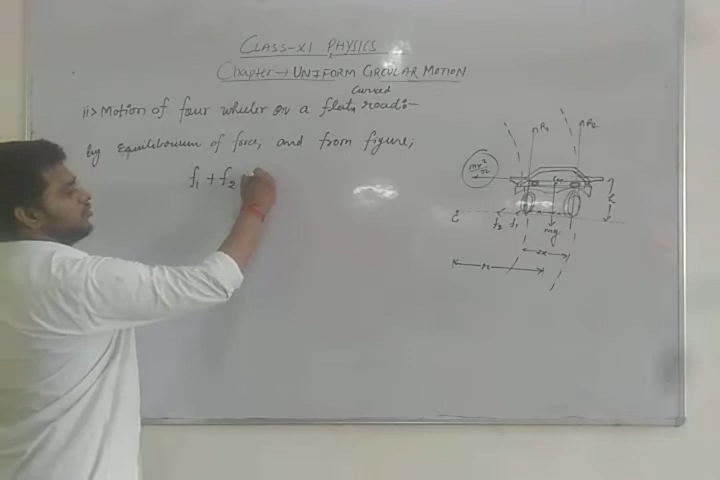 CLASS-XI PHYSICS
Chapter→ UNIFORM CIRCULAR MOTION
Curved
ii> Motion of four wheeler on a flat road:-
by Equilibrium of force, and from figure;
f₁ + f₂
R₁ R₂
mv²/r
h
C f₂ f₁
mg
2x
r